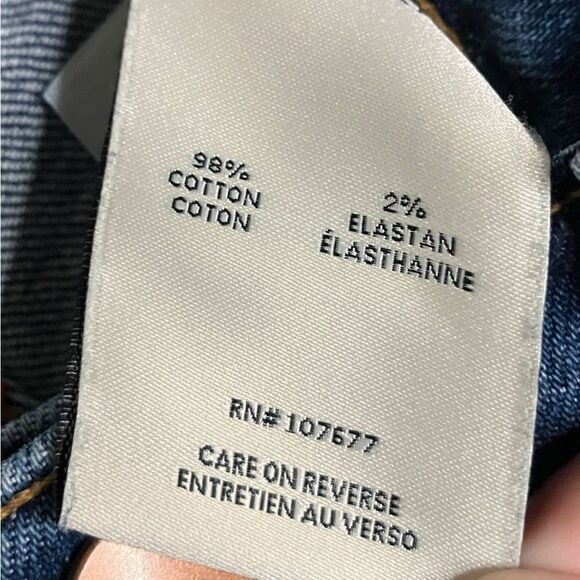 98%
COTTON
COTON
2%
ELASTAN
ÉLASTHANNE
RN# 107677
CARE ON REVERSE
ENTRETIEN AU VERSO